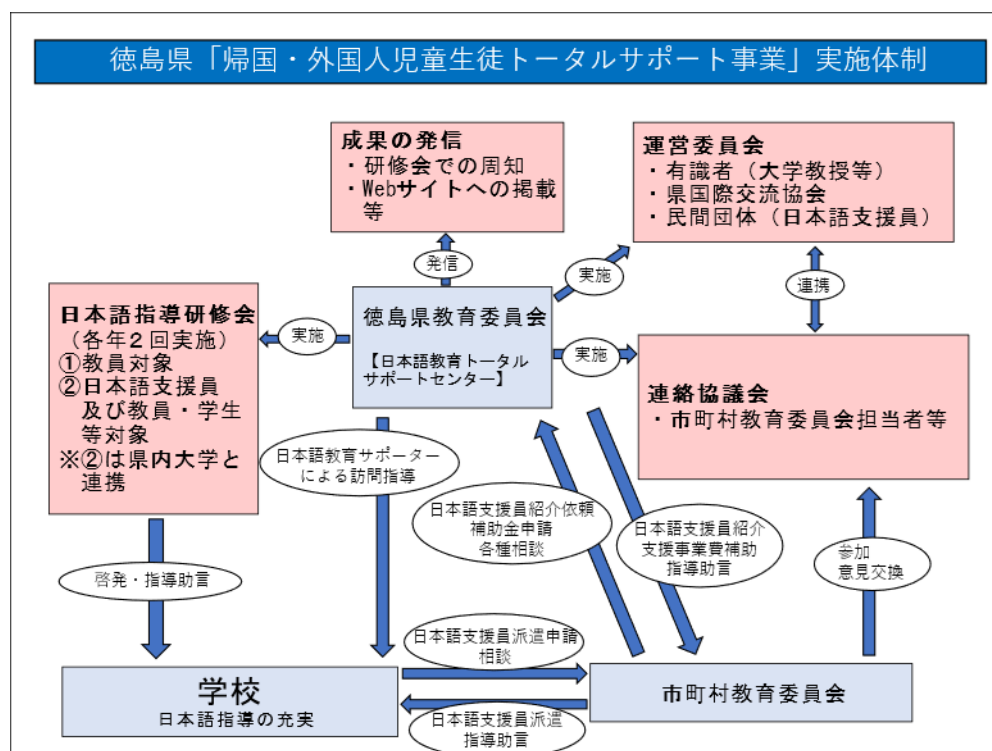 徳島県「帰国・外国人児童生徒トータルサポート事業」実施体制
成果の発信
・研修会での周知
・Webサイトへの掲載
等
運営委員会
・有識者（大学教授等）
・県国際交流協会
・民間団体（日本語支援員）
発信
実施
連携
日本語指導研修会
（各年２回実施）
①教員対象
②日本語支援員
及び教員・学生
等対象
※②は県内大学と
連携
実施
徳島県教育委員会
【日本語教育トータル
サポートセンター】
実施
連絡協議会
・市町村教育委員会担当者等
日本語教育サポーター
による訪問指導
日本語支援員紹介依頼
補助金申請
各種相談
日本語支援員紹介
支援事業費補助
指導助言
参加
意見交換
啓発・指導助言
日本語支援員派遣申請
相談
学校
日本語指導の充実
市町村教育委員会
日本語支援員派遣
指導助言